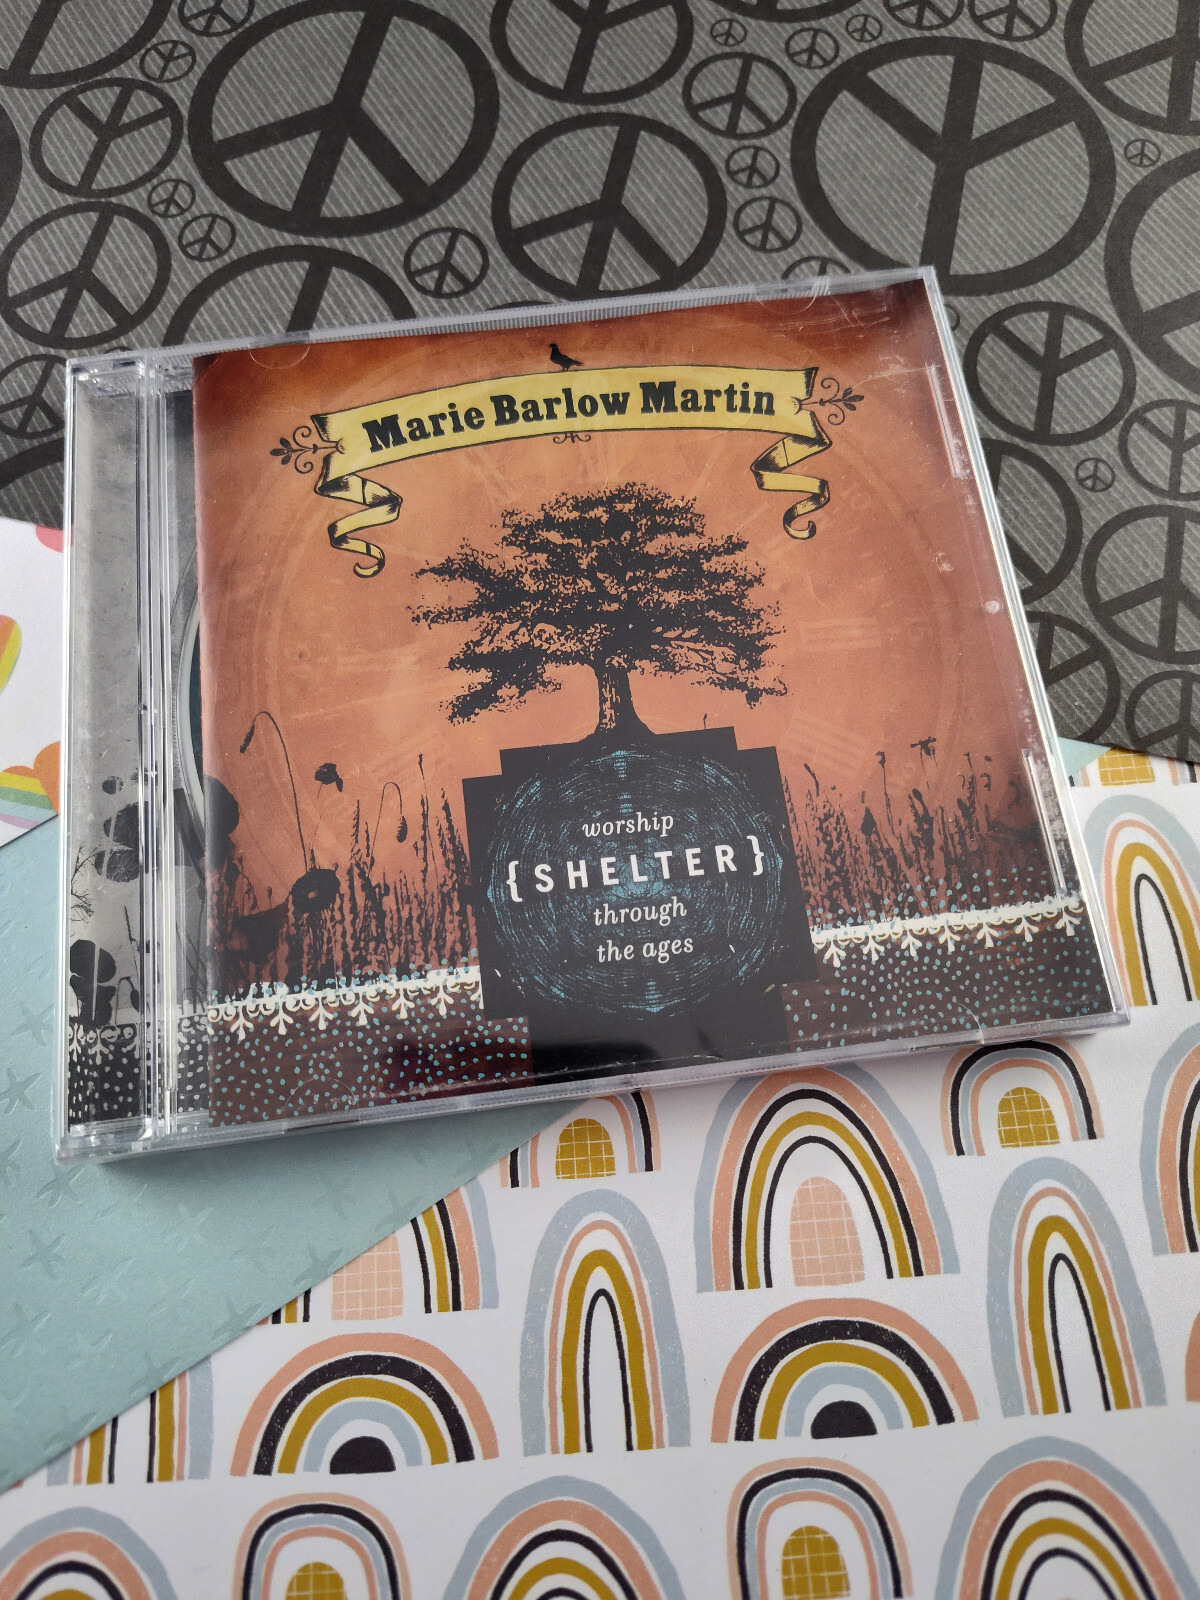 Marie Barlow Martin
worship
{SHELTER}
through
the ages